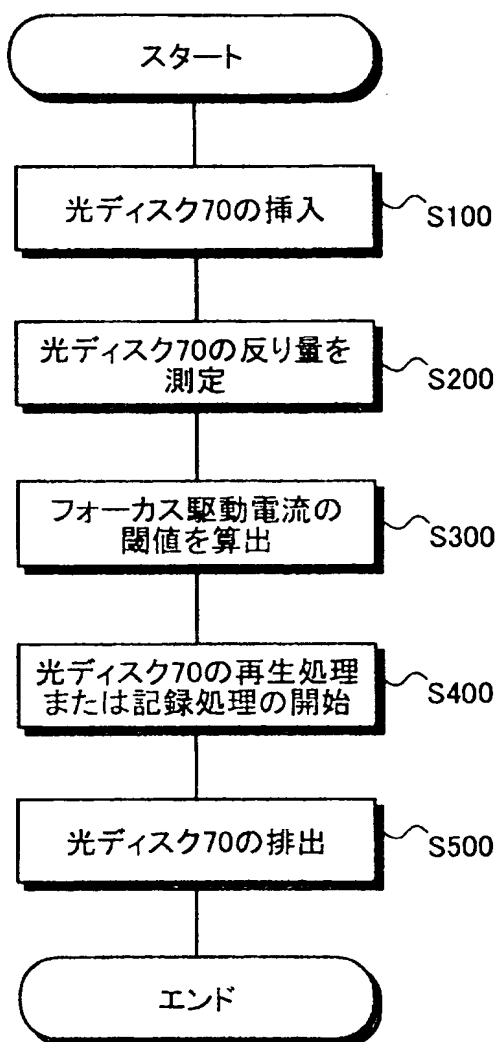 スタート
光ディスク70の挿入
S100
光ディスク70の反り量を
測定
S200
フォーカス駆動電流の
閾値を算出
S300
光ディスク70の再生処理
または記録処理の開始
S400
光ディスク70の排出
S500
エンド